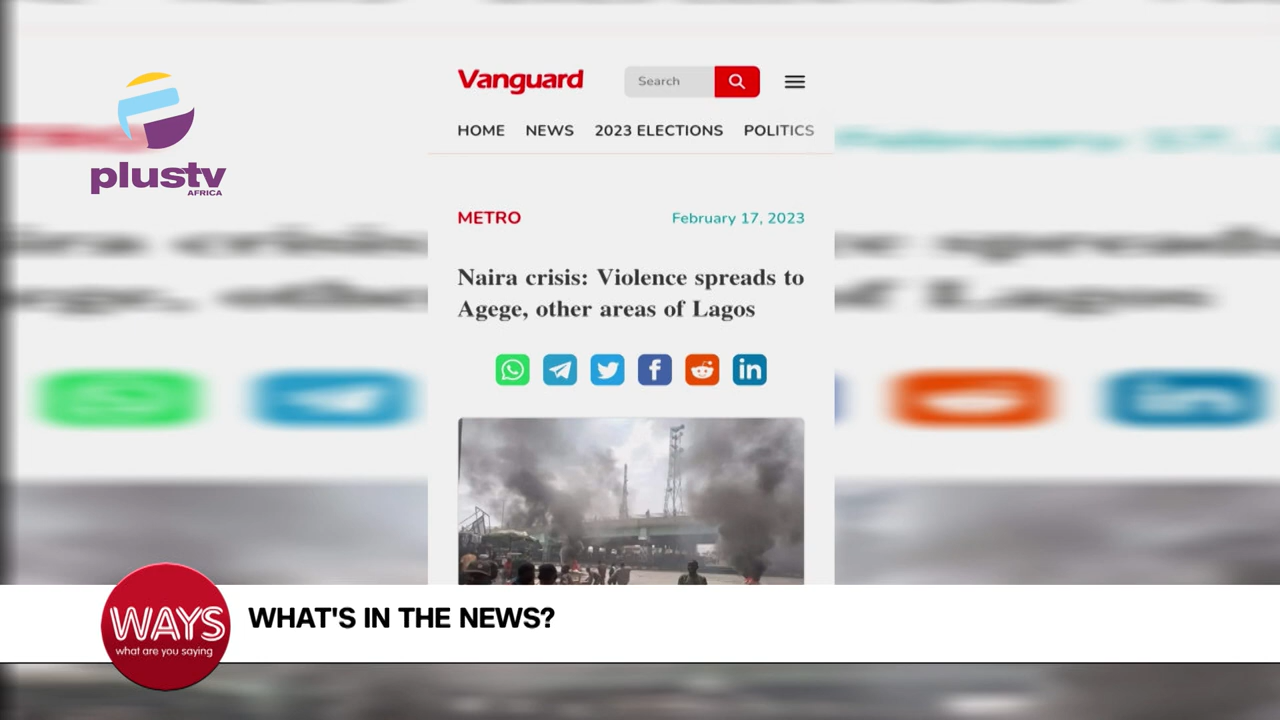 plustv
AFRICA
Vanguard
Search
HOME NEWS 2023 ELECTIONS POLITICS
METRO
February 17, 2023
Naira crisis: Violence spreads to
Agege, other areas of Lagos
WAYS
what are you saying
WHAT'S IN THE NEWS?